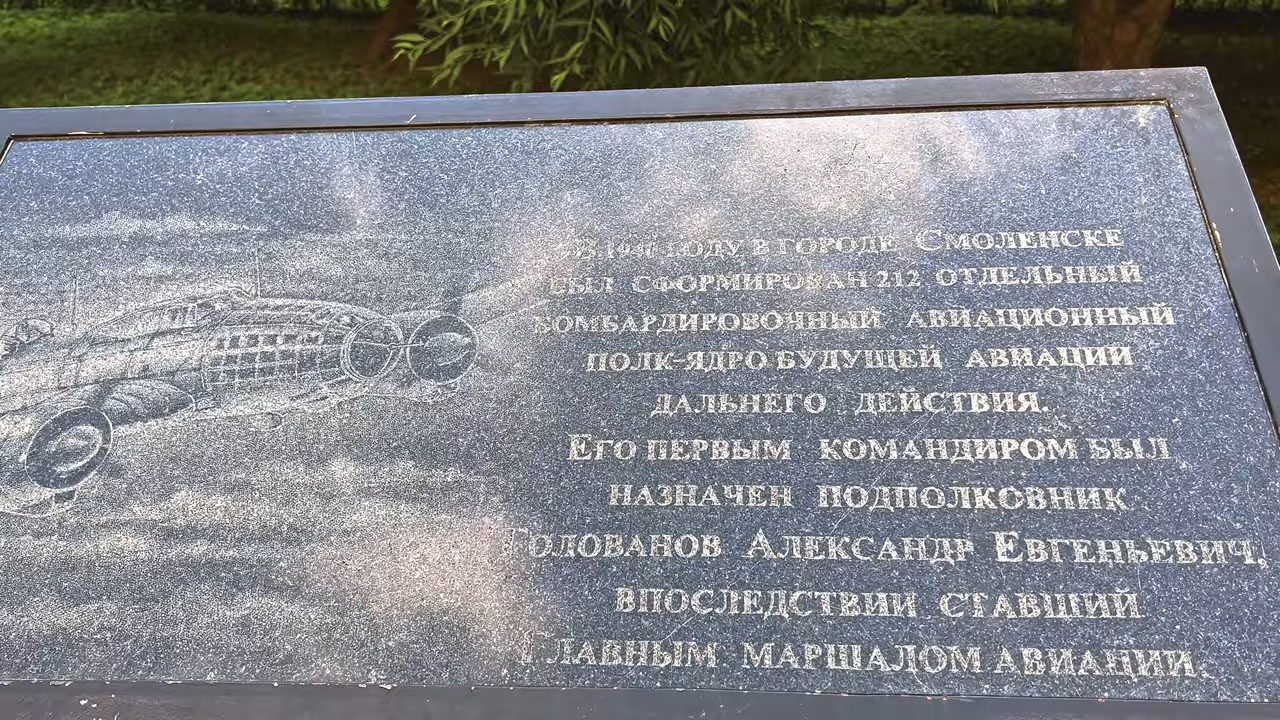 В ГОДУ В ГОРОДЕ СМОЛЕНСКЕ
БЫЛ СФОРМИРОВАН 212 ОТДЕЛЬНЫЙ
БОМБАРДИРОВОЧНЫЙ АВИАЦИОННЫЙ
ПОЛК-ЯДРО БУДУЩЕЙ АВИАЦИИ
ДАЛЬНЕГО ДЕЙСТВИЯ.
ЕГО ПЕРВЫМ КОМАНДИРОМ БЫЛ
НАЗНАЧЕН ПОДПОЛКОВНИК
ГОЛОВАНОВ АЛЕКСАНДР ЕВГЕНЬЕВИЧ,
ВПОСЛЕДСТВИИ СТАВШИЙ
ГЛАВНЫМ МАРШАЛОМ АВИАЦИИ.